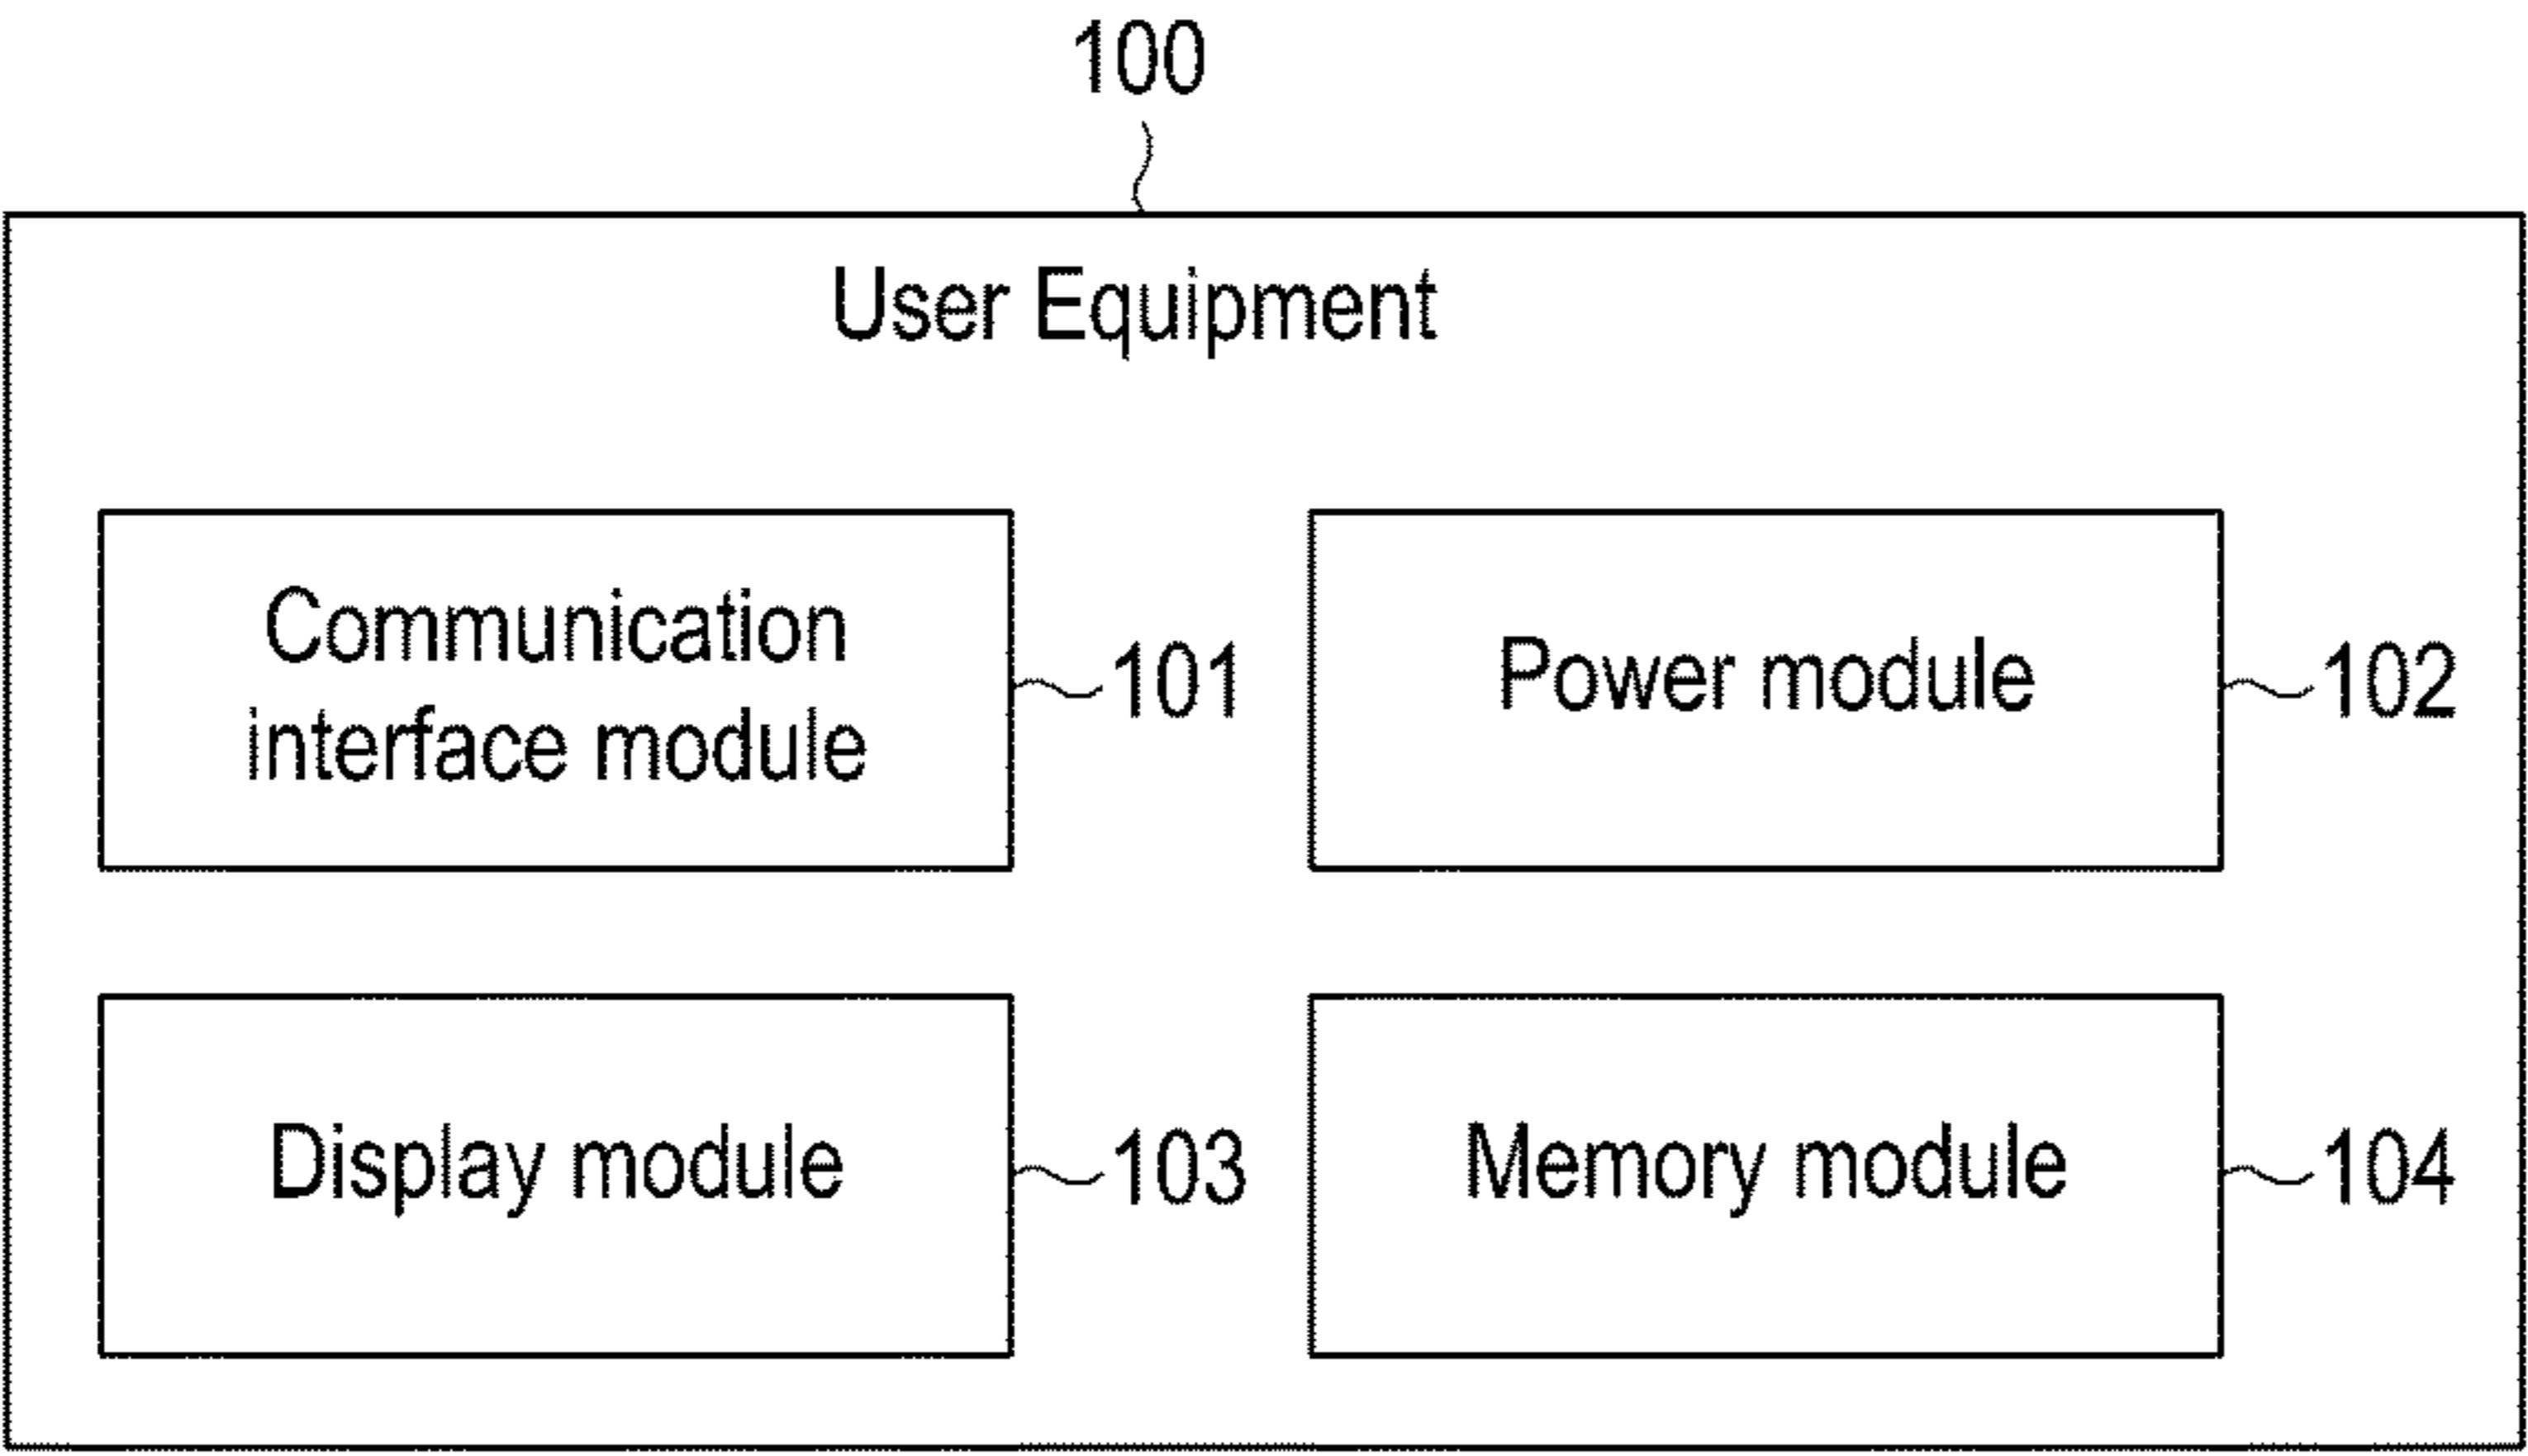 100
User Equipment
Communication
interface module
101
Power module
102
Display module
103
Memory module
104